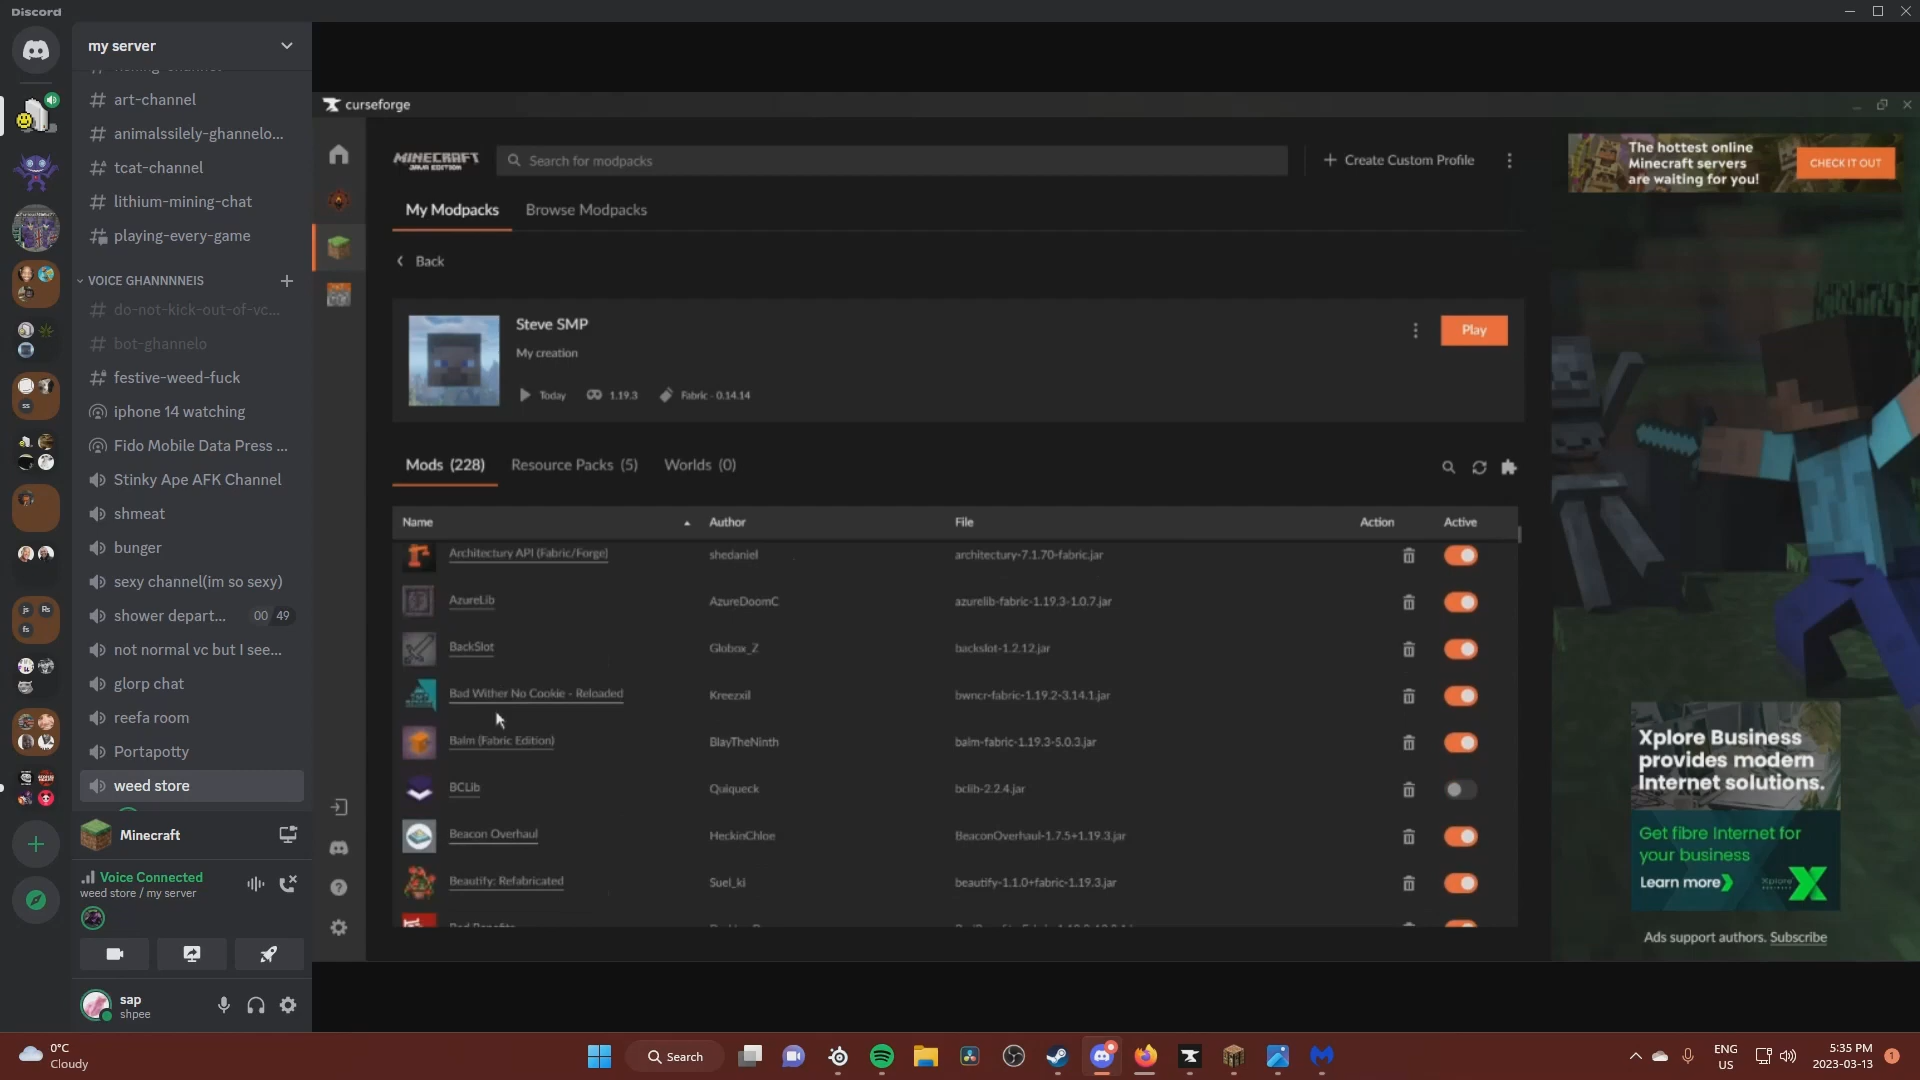 Discord
my server
art-channel
animalssilely-ghannelo...
tcat-channel
lithium-mining-chat
playing-every-game
VOICE GHANNNEIS
do-not-kick-out-of-vc...
bot-ghannelo
festive-weed-fuck
iphone 14 watching
Fido Mobile Data Press ...
Stinky Ape AFK Channel
shmeat
bunger
sexy channel(im so sexy)
shower depart... 00 49
not normal vc but I see...
glorp chat
reefa room
Portapotty
weed store
Minecraft
Voice Connected
weed store / my server
sap
shpee
curseforge
MINECRAFT
JAVA EDITION
Search for modpacks
Create Custom Profile
My Modpacks
Browse Modpacks
Back
Steve SMP
My creation
Play
Today
1.19.3
Fabric - 0.14.14
Mods (228)
Resource Packs (5)
Worlds (0)
Name Author File Action Active
Architectury API (Fabric/Forge) shedaniel architectury-7.1.70-fabric.jar
AzureLib AzureDoomC azurelib-fabric-1.19.3-1.0.7.jar
BackSlot Globox_Z backslot-1.2.12.jar
Bad Wither No Cookie - Reloaded Kreezxil bwncr-fabric-1.19.2-3.14.1.jar
Balm (Fabric Edition) BlayTheNinth balm-fabric-1.19.3-5.0.3.jar
BCLib Quiqueck bclib-2.2.4.jar
Beacon Overhaul HeckinChloe BeaconOverhaul-1.7.5+1.19.3.jar
Beautify: Refabricated Suel_ki beautify-1.1.0+fabric-1.19.3.jar
The hottest online
Minecraft servers
are waiting for you!
CHECK IT OUT
Xplore Business
provides modern
Internet solutions.
Get fibre Internet for
your business
Learn more
Ads support authors. Subscribe
0°C
Cloudy
Search
ENG
US
5:35 PM
2023-03-13
1